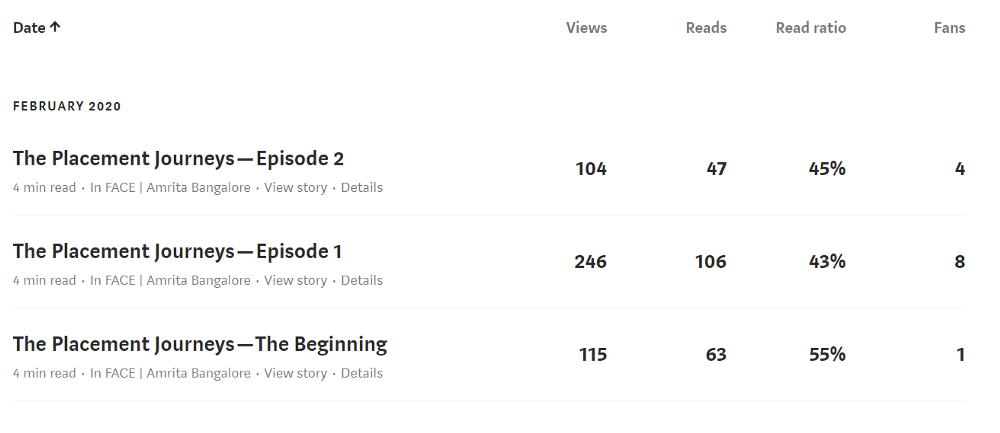 Date ↑ Views Reads Read ratio Fans
FEBRUARY 2020
The Placement Journeys — Episode 2
104 47 45% 4
4 min read · In FACE | Amrita Bangalore · View story · Details
The Placement Journeys — Episode 1
246 106 43% 8
4 min read · In FACE | Amrita Bangalore · View story · Details
The Placement Journeys — The Beginning
115 63 55% 1
4 min read · In FACE | Amrita Bangalore · View story · Details